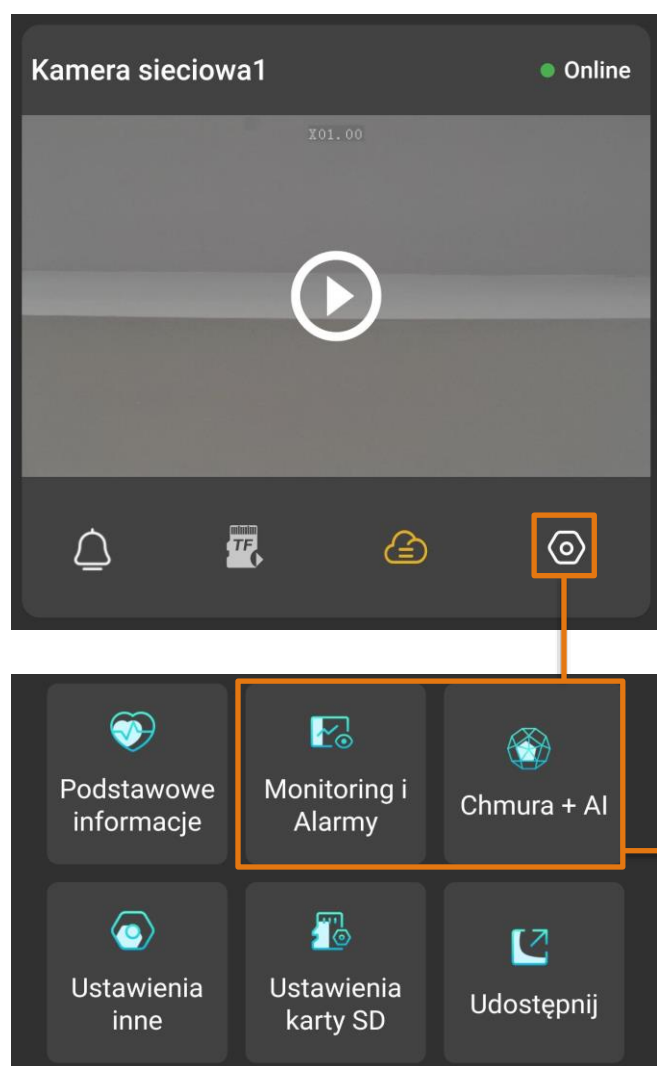 Kamera sieciowa1
Online
X01.00
TF
Podstawowe
informacje
Monitoring i
Alarmy
Chmura + AI
Ustawienia
inne
Ustawienia
karty SD
Udostępnij